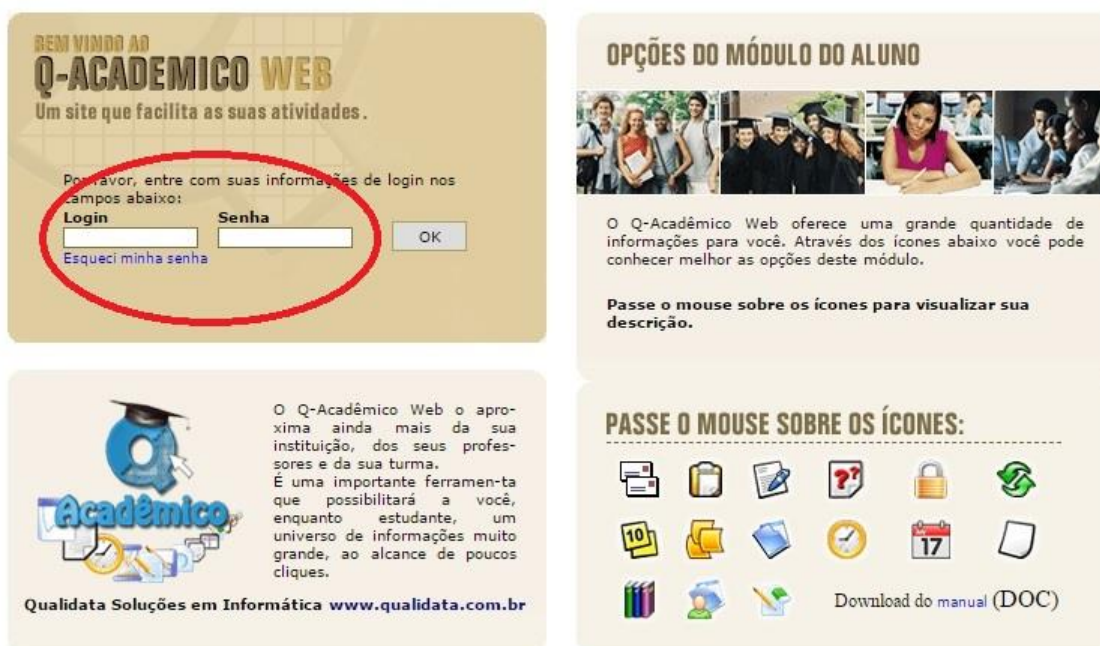 BEM VINDO AO
Q-ACADEMICO WEB
Um site que facilita as suas atividades.
Por favor, entre com suas informações de login nos
campos abaixo:
Login Senha
OK
Esqueci minha senha
OPÇÕES DO MÓDULO DO ALUNO
O Q-Acadêmico Web oferece uma grande quantidade de
informações para você. Através dos ícones abaixo você pode
conhecer melhor as opções deste módulo.
Passe o mouse sobre os ícones para visualizar sua
descrição.
Q
Acadêmico
O Q-Acadêmico Web o apro-
xima ainda mais da sua
instituição, dos seus profes-
sores e da sua turma.
É uma importante ferramen-ta
que possibilitará a você,
enquanto estudante, um
universo de informações muito
grande, ao alcance de poucos
cliques.
Qualidata Soluções em Informática www.qualidata.com.br
PASSE O MOUSE SOBRE OS ÍCONES:
??
10
17
Download do manual (DOC)